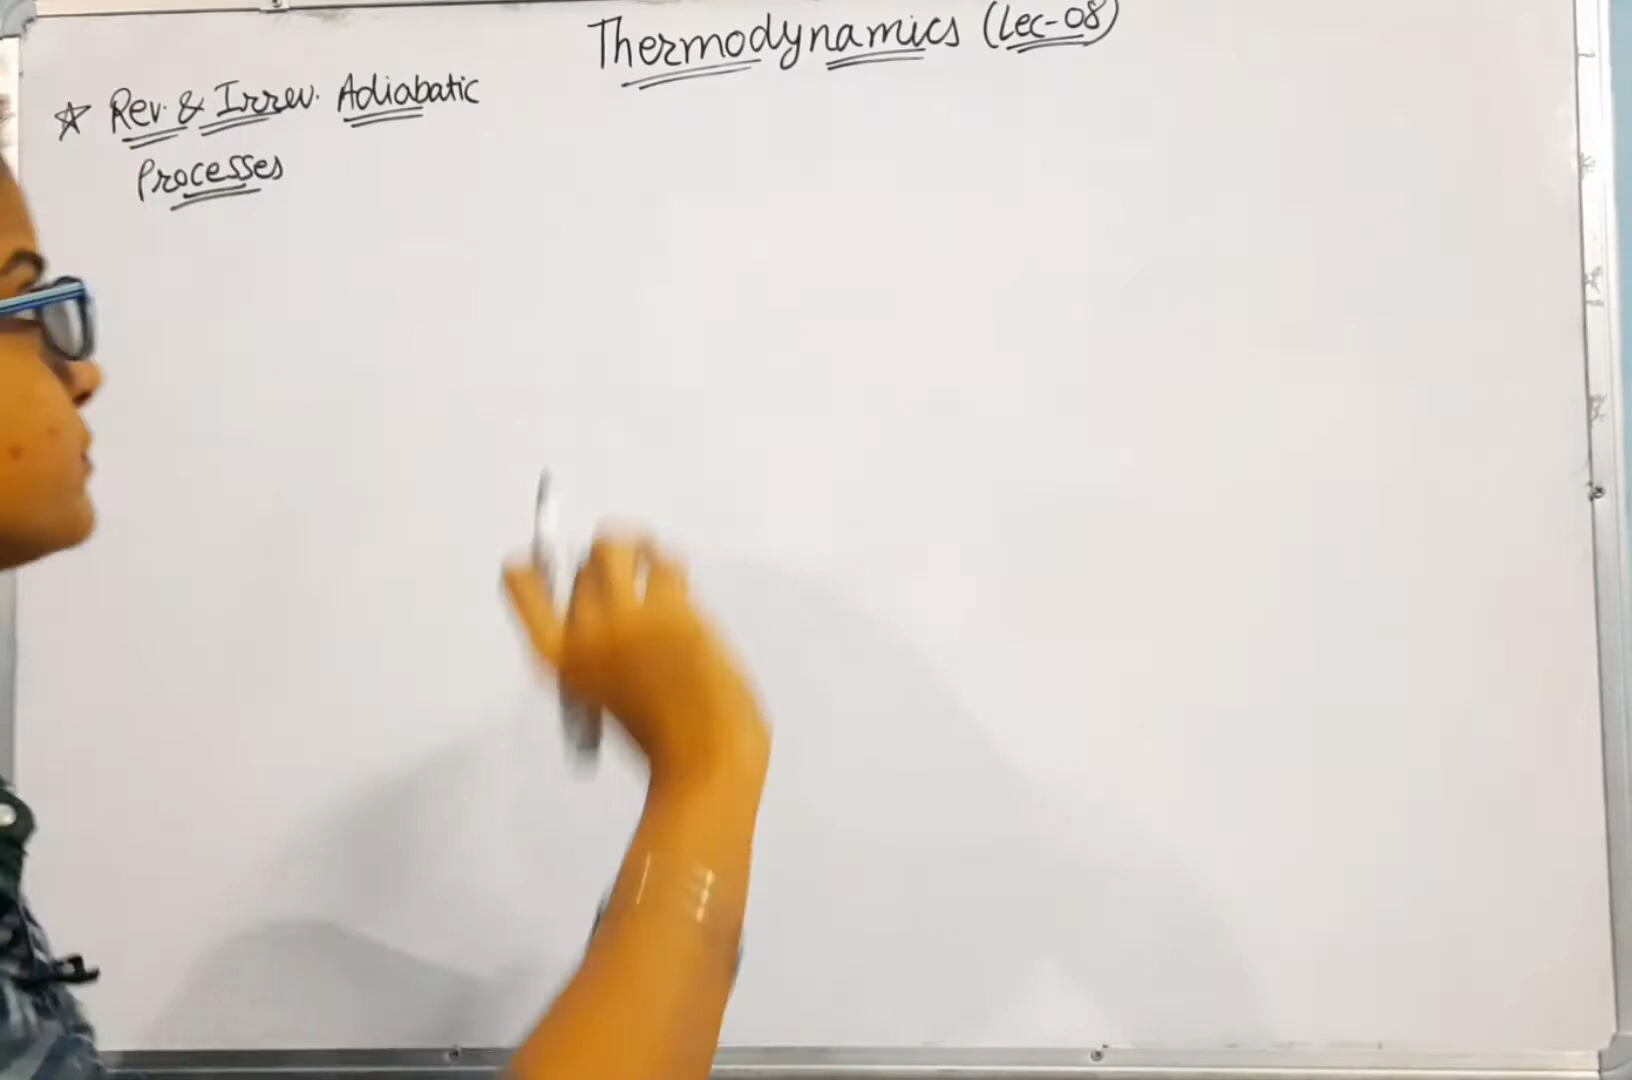 Thermodynamics (Lec-08)
☆ Rev. & Irrev. Adiabatic
Processes